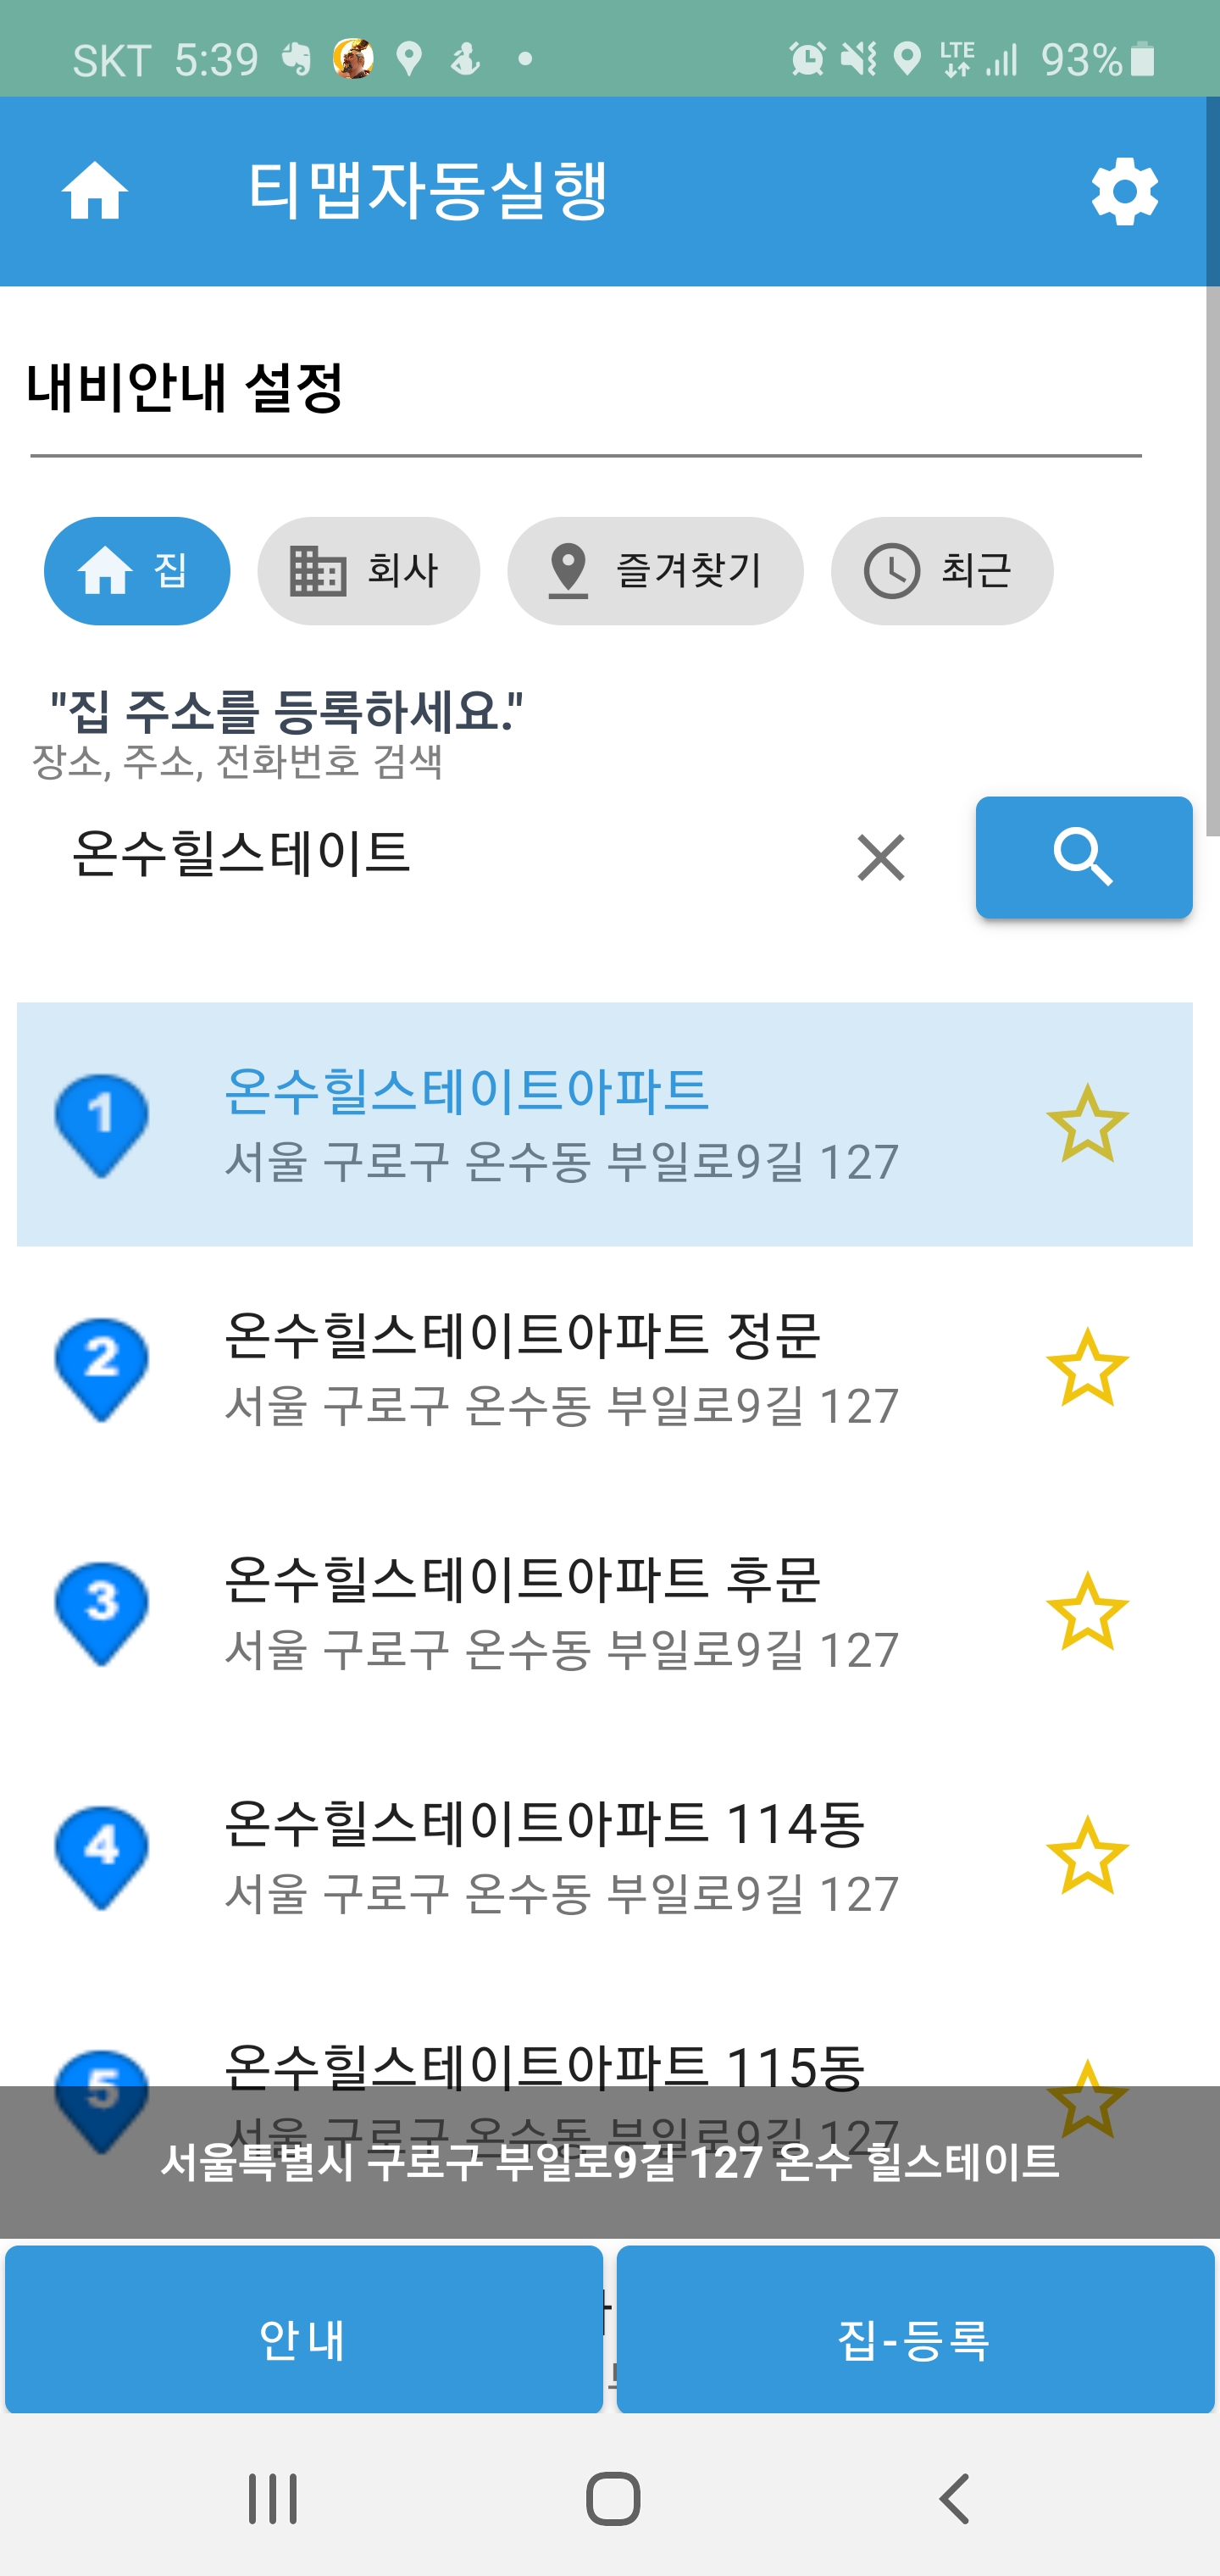 SKT 5:39 LTE 93%
티맵자동실행
내비안내 설정
집 회사 즐겨찾기 최근
"집 주소를 등록하세요."
장소, 주소, 전화번호 검색
온수힐스테이트
1 온수힐스테이트아파트
서울 구로구 온수동 부일로9길 127
2 온수힐스테이트아파트 정문
서울 구로구 온수동 부일로9길 127
3 온수힐스테이트아파트 후문
서울 구로구 온수동 부일로9길 127
4 온수힐스테이트아파트 114동
서울 구로구 온수동 부일로9길 127
5 온수힐스테이트아파트 115동
서울 구로구 온수동 부일로9길 127
서울특별시 구로구 부일로9길 127 온수 힐스테이트
안내 집-등록